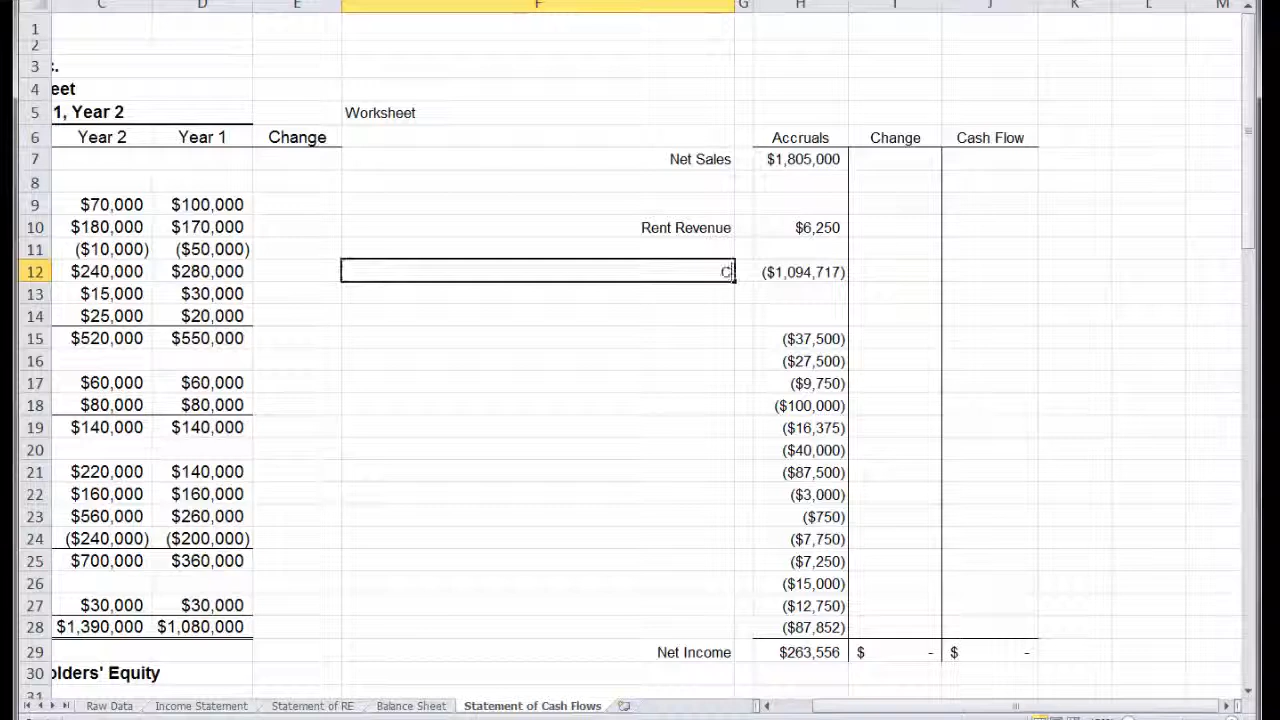 C D E F G H I J K L M
1
2
3 c.
4 eet
5 1, Year 2 Worksheet
6 Year 2 Year 1 Change Accruals Change Cash Flow
7 Net Sales $1,805,000
8
9 $70,000 $100,000
10 $180,000 $170,000 Rent Revenue $6,250
11 ($10,000) ($50,000)
12 $240,000 $280,000 C ($1,094,717)
13 $15,000 $30,000
14 $25,000 $20,000
15 $520,000 $550,000 ($37,500)
16 ($27,500)
17 $60,000 $60,000 ($9,750)
18 $80,000 $80,000 ($100,000)
19 $140,000 $140,000 ($16,375)
20 ($40,000)
21 $220,000 $140,000 ($87,500)
22 $160,000 $160,000 ($3,000)
23 $560,000 $260,000 ($750)
24 ($240,000) ($200,000) ($7,750)
25 $700,000 $360,000 ($7,250)
26 ($15,000)
27 $30,000 $30,000 ($12,750)
28 $1,390,000 $1,080,000 ($87,852)
29 Net Income $263,556 $ - $ -
30 olders' Equity
31
Raw Data Income Statement Statement of RE Balance Sheet Statement of Cash Flows